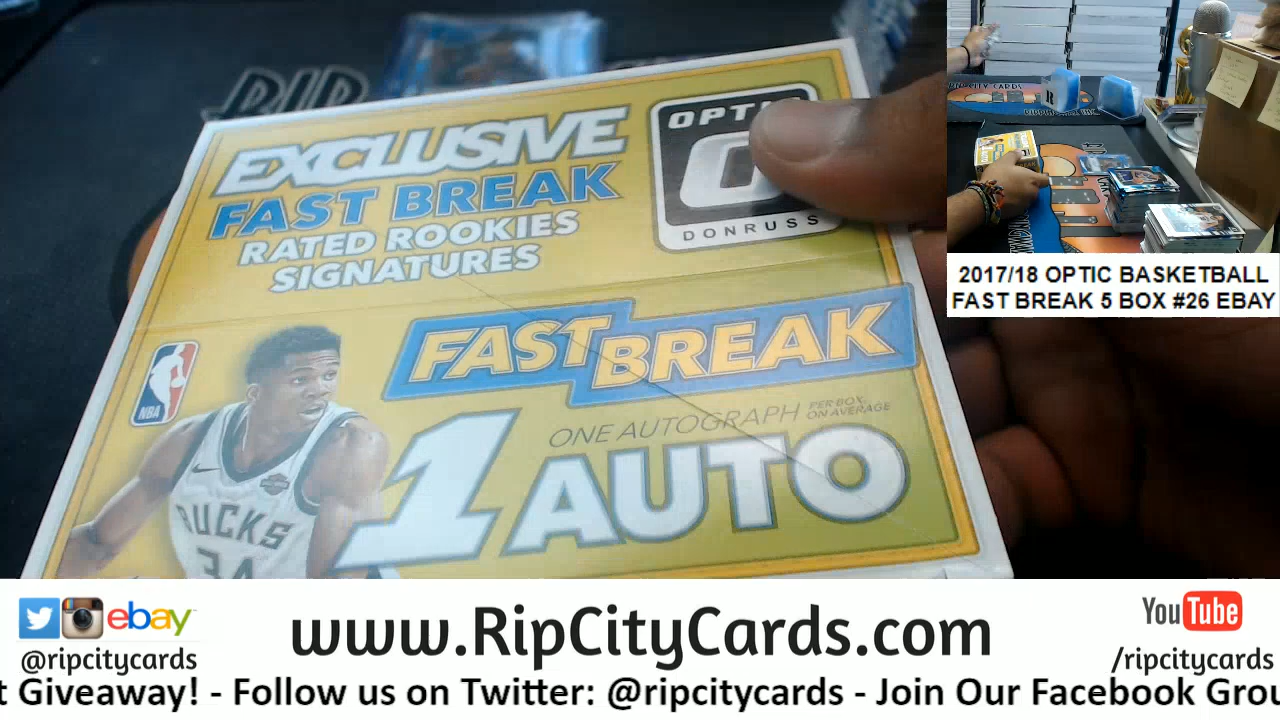 EXCLUSIVE
FAST BREAK
RATED ROOKIES
SIGNATURES
DONRUSS
NBA
FAST BREAK
ONE AUTOGRAPH PER BOX, ON AVERAGE
1 AUTO
BUCKS
34
2017/18 OPTIC BASKETBALL
FAST BREAK 5 BOX #26 EBAY
ebay
@ripcitycards
www.RipCityCards.com
YouTube
/ripcitycards
t Giveaway! - Follow us on Twitter: @ripcitycards - Join Our Facebook Grou